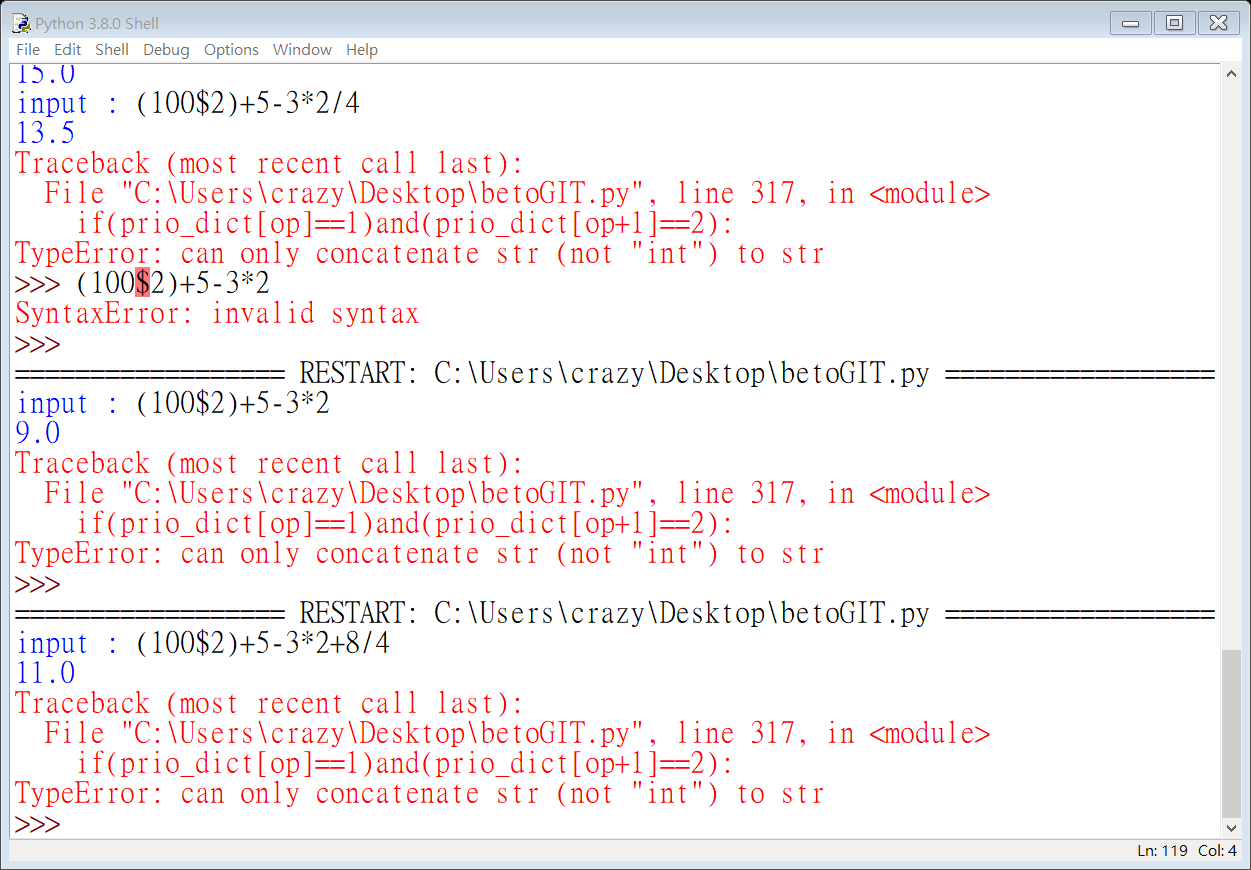 Python 3.8.0 Shell
File Edit Shell Debug Options Window Help
15.0
input : (100$2)+5-3*2/4
13.5
Traceback (most recent call last):
  File "C:\Users\crazy\Desktop\betoGIT.py", line 317, in <module>
    if(prio_dict[op]==1)and(prio_dict[op+1]==2):
TypeError: can only concatenate str (not "int") to str
>>> (100$2)+5-3*2
SyntaxError: invalid syntax
>>>
================== RESTART: C:\Users\crazy\Desktop\betoGIT.py ==================
input : (100$2)+5-3*2
9.0
Traceback (most recent call last):
  File "C:\Users\crazy\Desktop\betoGIT.py", line 317, in <module>
    if(prio_dict[op]==1)and(prio_dict[op+1]==2):
TypeError: can only concatenate str (not "int") to str
>>>
================== RESTART: C:\Users\crazy\Desktop\betoGIT.py ==================
input : (100$2)+5-3*2+8/4
11.0
Traceback (most recent call last):
  File "C:\Users\crazy\Desktop\betoGIT.py", line 317, in <module>
    if(prio_dict[op]==1)and(prio_dict[op+1]==2):
TypeError: can only concatenate str (not "int") to str
>>>
Ln: 119 Col: 4